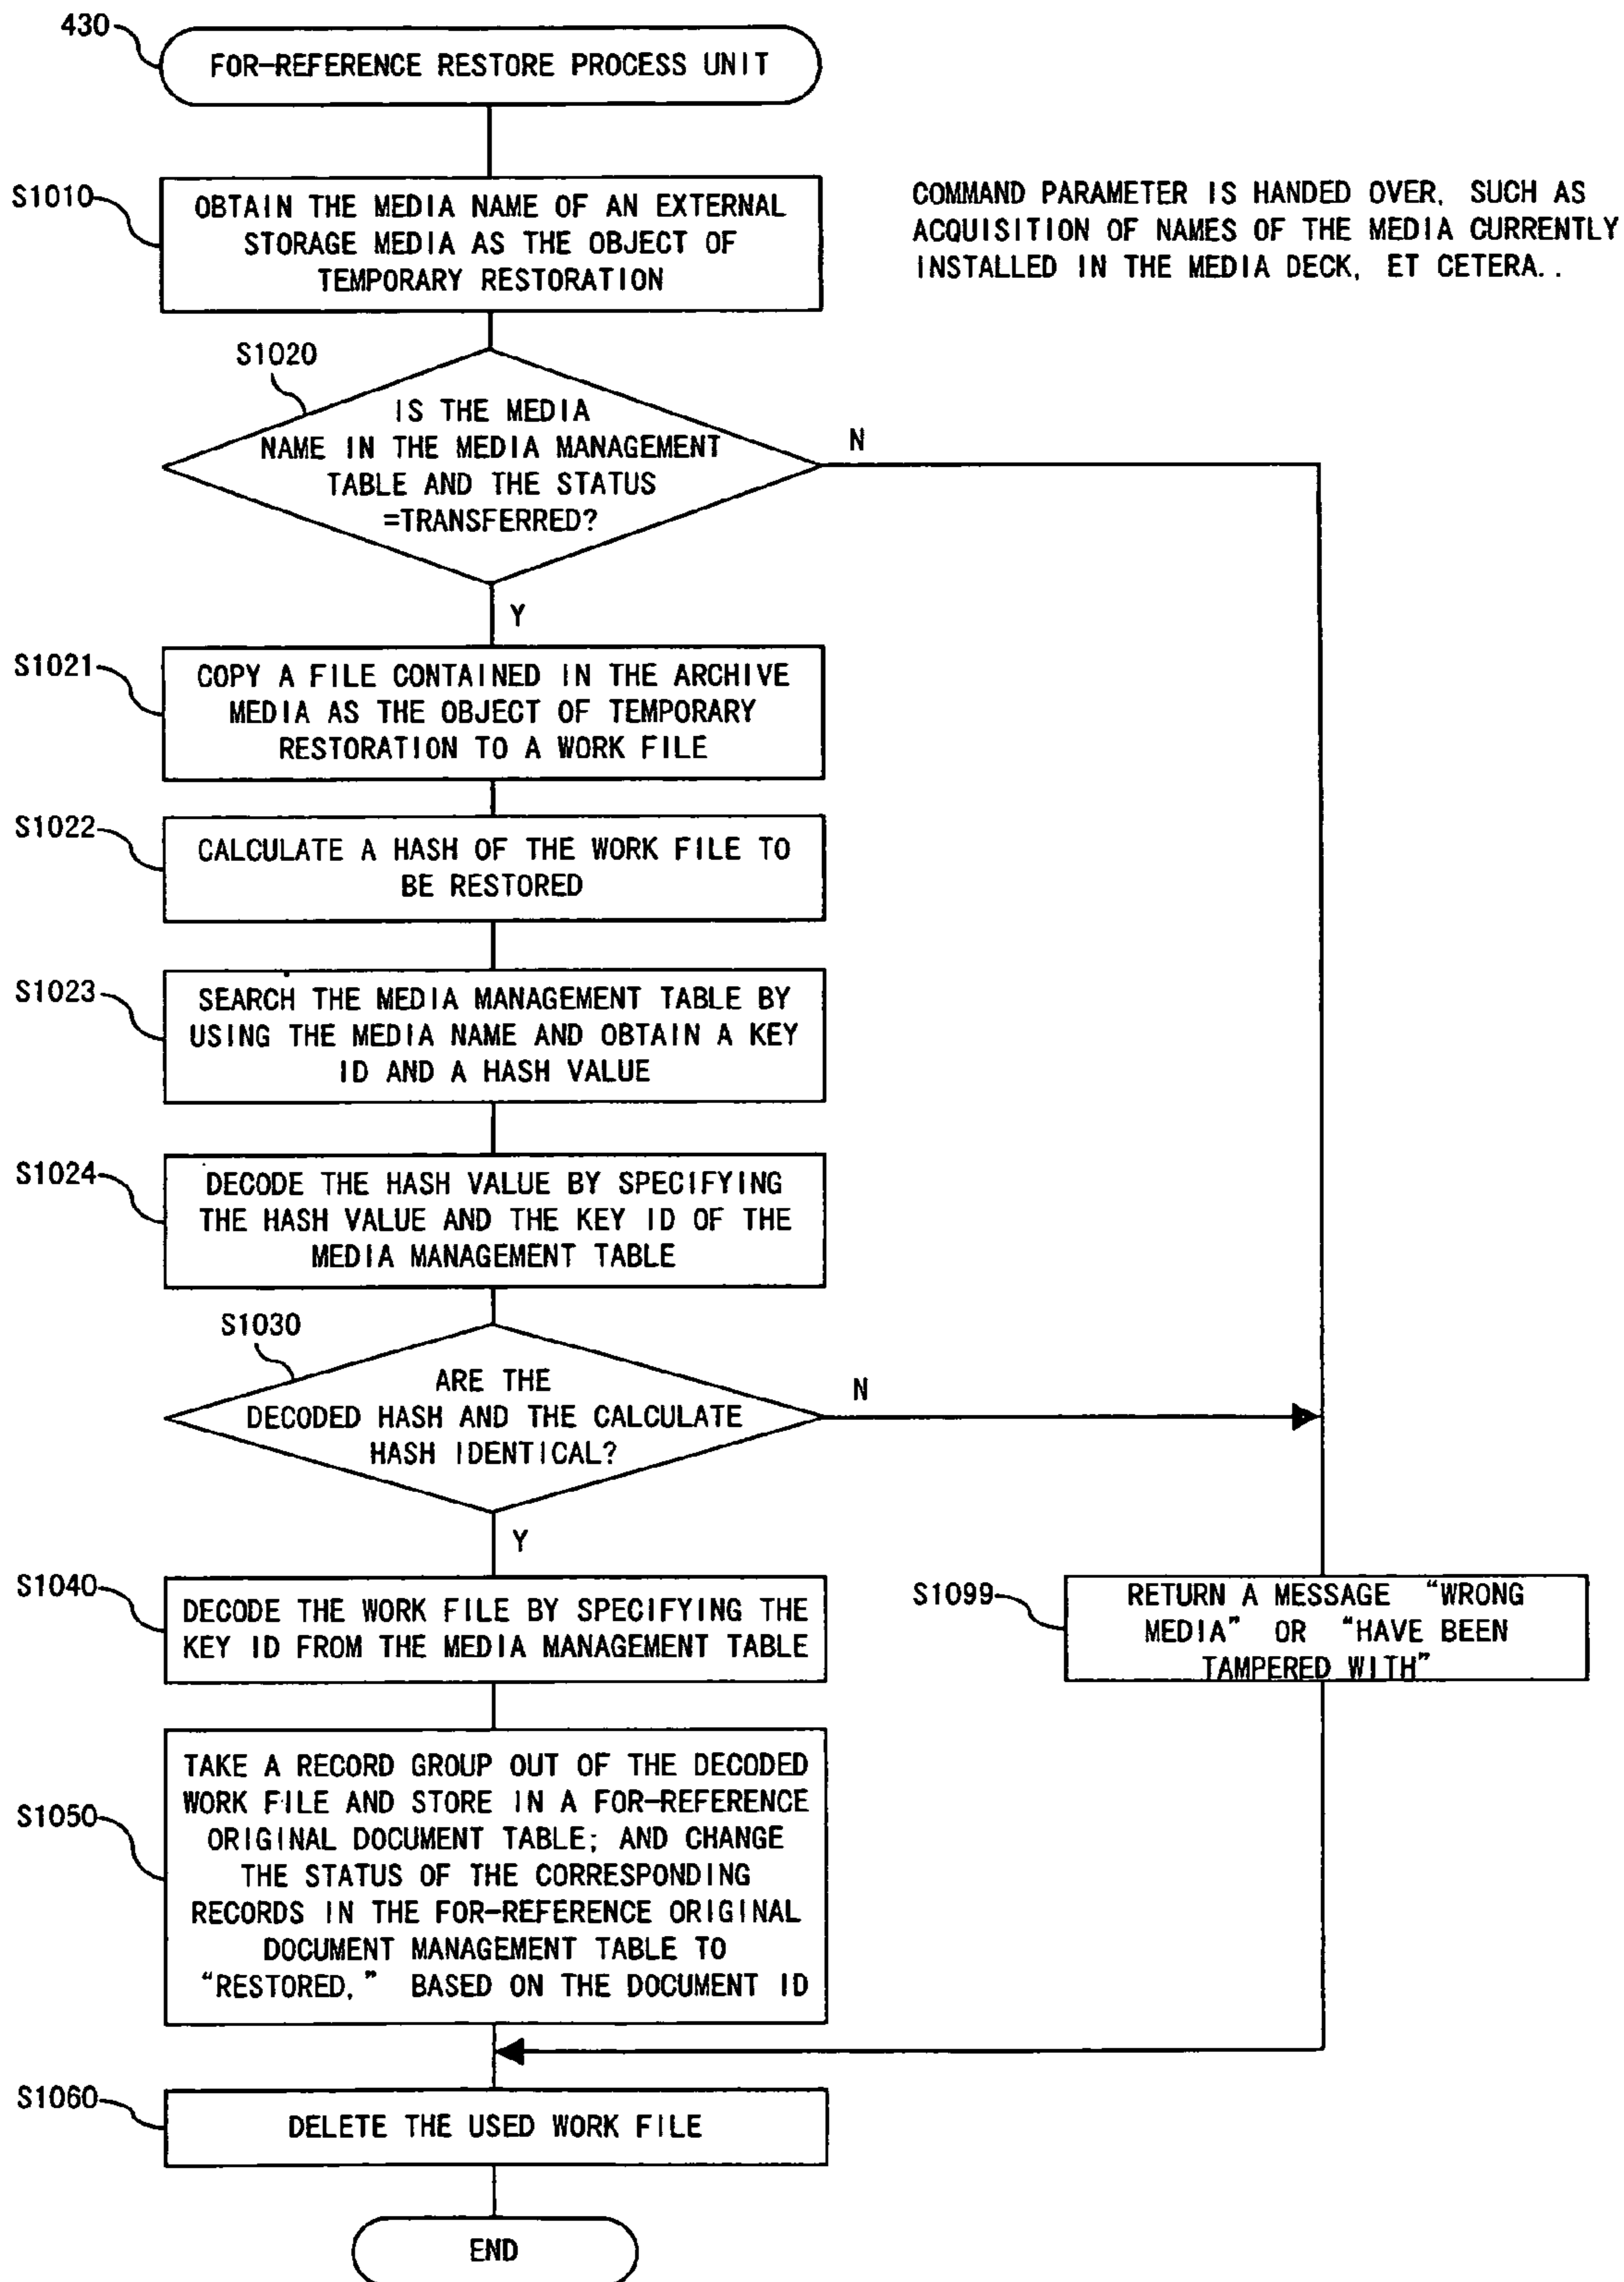 430
FOR-REFERENCE RESTORE PROCESS UNIT
S1010
OBTAIN THE MEDIA NAME OF AN EXTERNAL
STORAGE MEDIA AS THE OBJECT OF
TEMPORARY RESTORATION
COMMAND PARAMETER IS HANDED OVER, SUCH AS
ACQUISITION OF NAMES OF THE MEDIA CURRENTLY
INSTALLED IN THE MEDIA DECK, ET CETERA..
S1020
IS THE MEDIA
NAME IN THE MEDIA MANAGEMENT
TABLE AND THE STATUS
=TRANSFERRED?
N
Y
S1021
COPY A FILE CONTAINED IN THE ARCHIVE
MEDIA AS THE OBJECT OF TEMPORARY
RESTORATION TO A WORK FILE
S1022
CALCULATE A HASH OF THE WORK FILE TO
BE RESTORED
S1023
SEARCH THE MEDIA MANAGEMENT TABLE BY
USING THE MEDIA NAME AND OBTAIN A KEY
ID AND A HASH VALUE
S1024
DECODE THE HASH VALUE BY SPECIFYING
THE HASH VALUE AND THE KEY ID OF THE
MEDIA MANAGEMENT TABLE
S1030
ARE THE
DECODED HASH AND THE CALCULATE
HASH IDENTICAL?
N
Y
S1040
DECODE THE WORK FILE BY SPECIFYING THE
KEY ID FROM THE MEDIA MANAGEMENT TABLE
S1099
RETURN A MESSAGE “WRONG
MEDIA” OR “HAVE BEEN
TAMPERED WITH”
S1050
TAKE A RECORD GROUP OUT OF THE DECODED
WORK FILE AND STORE IN A FOR-REFERENCE
ORIGINAL DOCUMENT TABLE; AND CHANGE
THE STATUS OF THE CORRESPONDING
RECORDS IN THE FOR-REFERENCE ORIGINAL
DOCUMENT MANAGEMENT TABLE TO
“RESTORED,” BASED ON THE DOCUMENT ID
S1060
DELETE THE USED WORK FILE
END